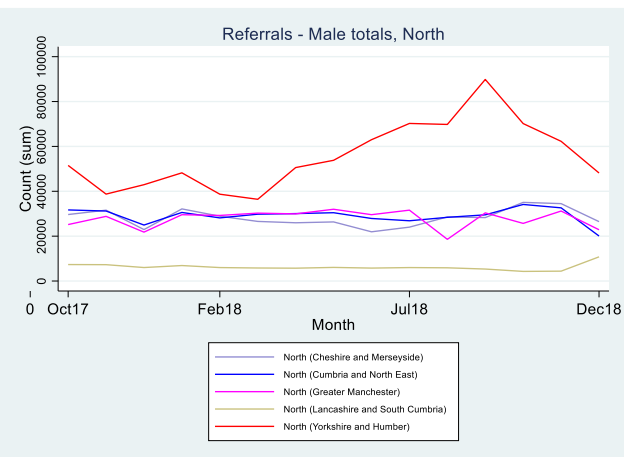 Referrals - Male totals, North
Count (sum)
100000
80000
60000
40000
20000
0
0
Oct17 Feb18 Jul18 Dec18
Month
North (Cheshire and Merseyside)
North (Cumbria and North East)
North (Greater Manchester)
North (Lancashire and South Cumbria)
North (Yorkshire and Humber)